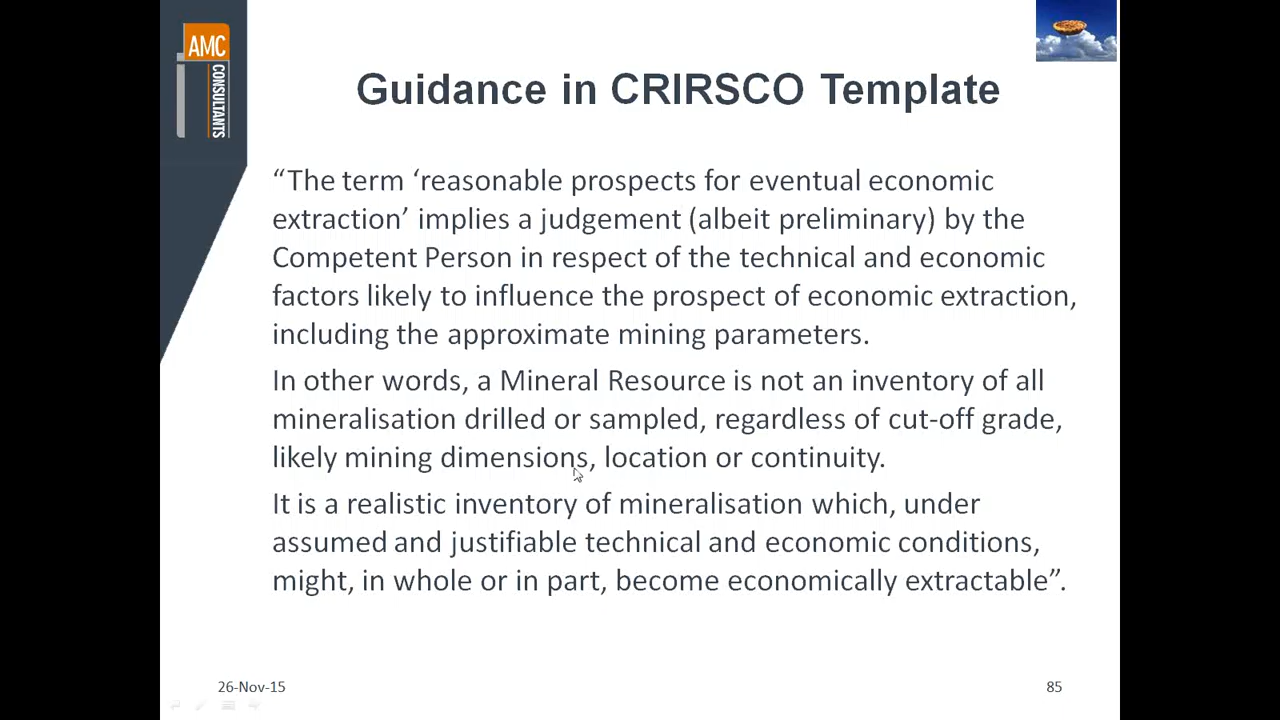 AMC
CONSULTANTS
Guidance in CRIRSCO Template
“The term ‘reasonable prospects for eventual economic
extraction’ implies a judgement (albeit preliminary) by the
Competent Person in respect of the technical and economic
factors likely to influence the prospect of economic extraction,
including the approximate mining parameters.
In other words, a Mineral Resource is not an inventory of all
mineralisation drilled or sampled, regardless of cut-off grade,
likely mining dimensions, location or continuity.
It is a realistic inventory of mineralisation which, under
assumed and justifiable technical and economic conditions,
might, in whole or in part, become economically extractable”.
26-Nov-15
85